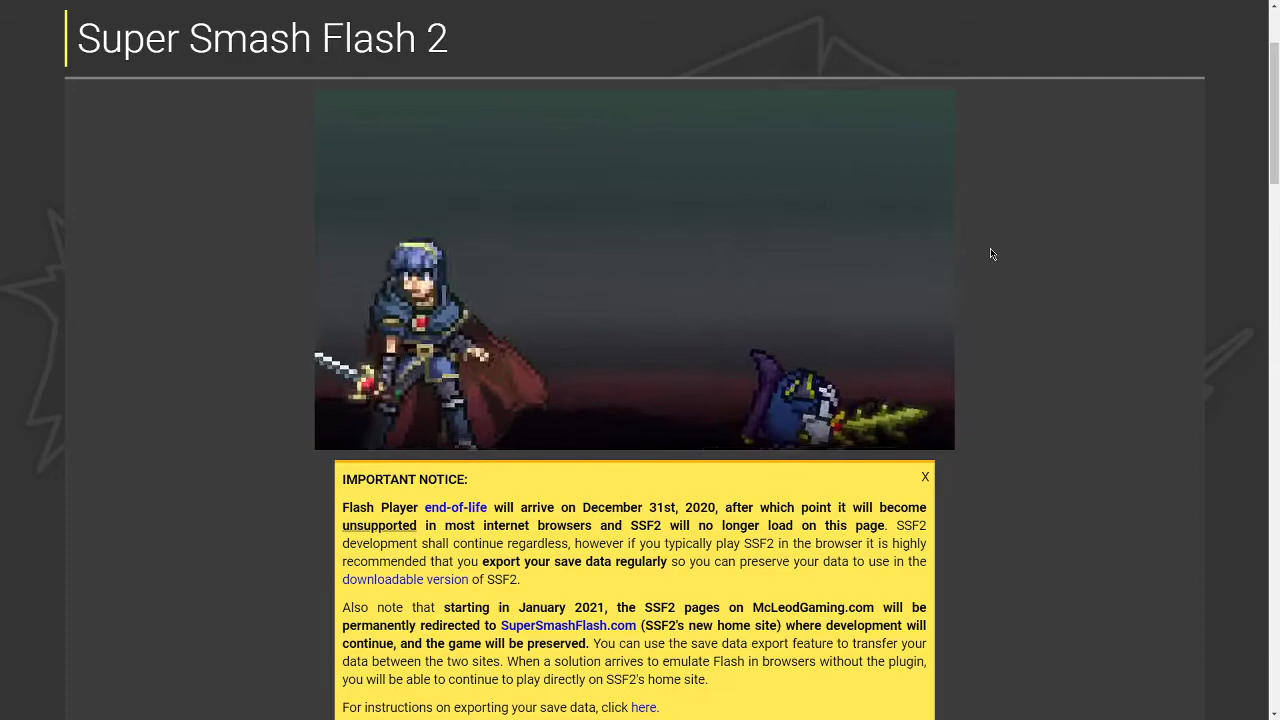 Super Smash Flash 2
IMPORTANT NOTICE:
X
Flash Player end-of-life will arrive on December 31st, 2020, after which point it will become
unsupported in most internet browsers and SSF2 will no longer load on this page. SSF2
development shall continue regardless, however if you typically play SSF2 in the browser it is highly
recommended that you export your save data regularly so you can preserve your data to use in the
downloadable version of SSF2.
Also note that starting in January 2021, the SSF2 pages on McLeodGaming.com will be
permanently redirected to SuperSmashFlash.com (SSF2's new home site) where development will
continue, and the game will be preserved. You can use the save data export feature to transfer your
data between the two sites. When a solution arrives to emulate Flash in browsers without the plugin,
you will be able to continue to play directly on SSF2's home site.
For instructions on exporting your save data, click here.